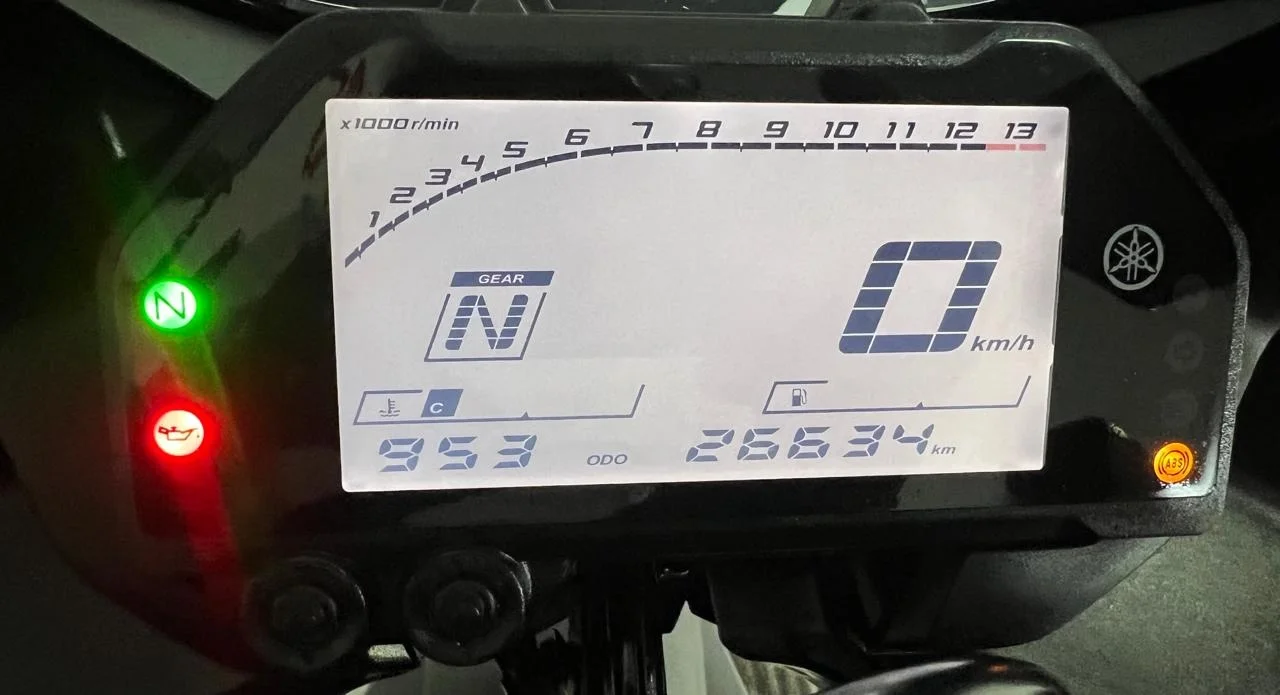 x1000 r/min
1 2 3 4 5 6 7 8 9 10 11 12 13
GEAR
N
N
0 km/h
C
953 ODO 26634 km
ABS